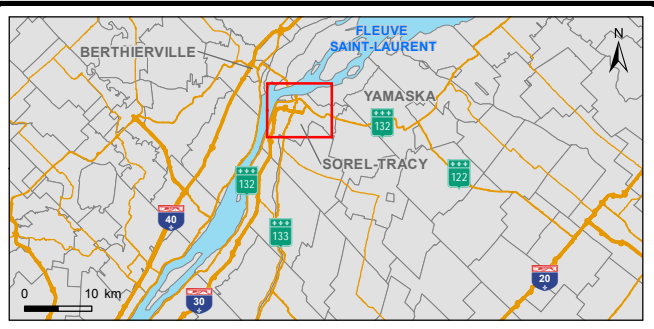 FLEUVE
SAINT-LAURENT
N
BERTHIERVILLE
YAMASKA
132
SOREL-TRACY
132
122
40
133
20
0 10 km
30